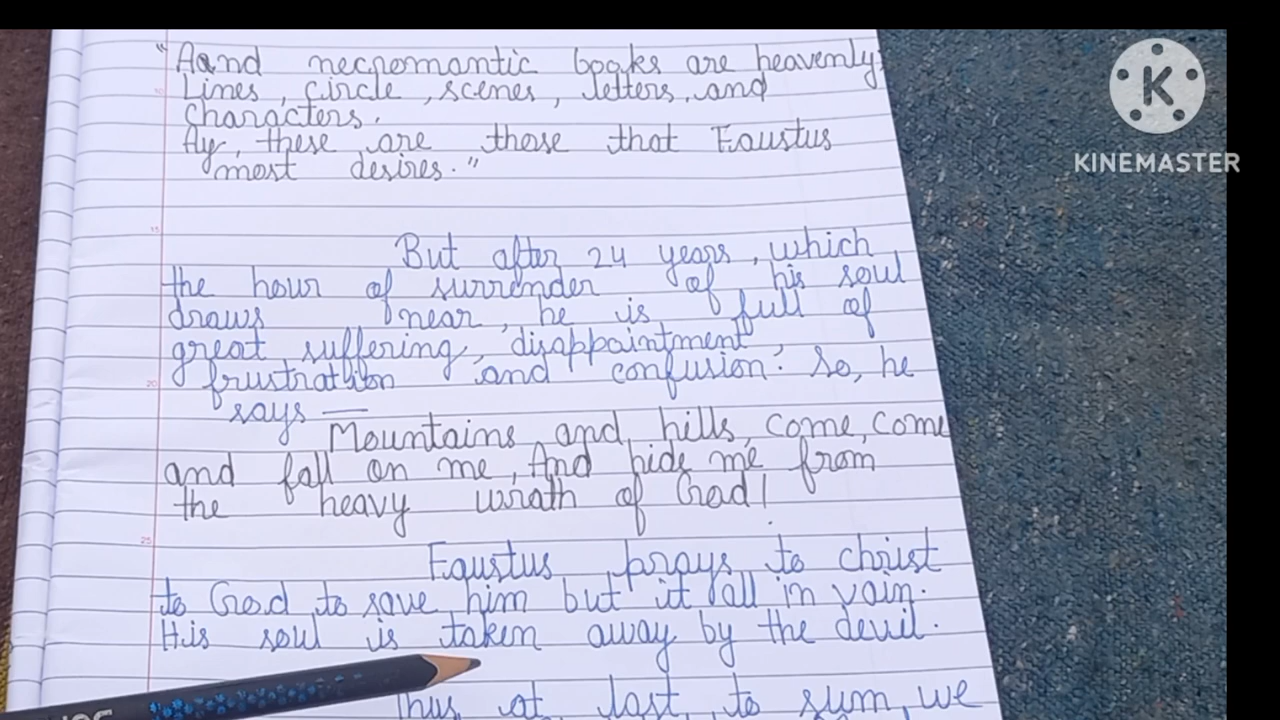 "Aand necromantic books are heavenly;
Lines, circle, scenes, letters, and
Characters.
Ay, these are those that Faustus
most desires."
But after 24 years, which
the hour of surrender of his soul
draws near, he is full of
great suffering, disappointment,
frustration and confusion. So, he
says —
Mountains and hills, come, come
and fall on me, And hide me from
the heavy wrath of God!
Faustus prays to christ
to God to save him but it all in vain.
His soul is taken away by the devil.
Thus at last, to sum, we
K
KINEMASTER